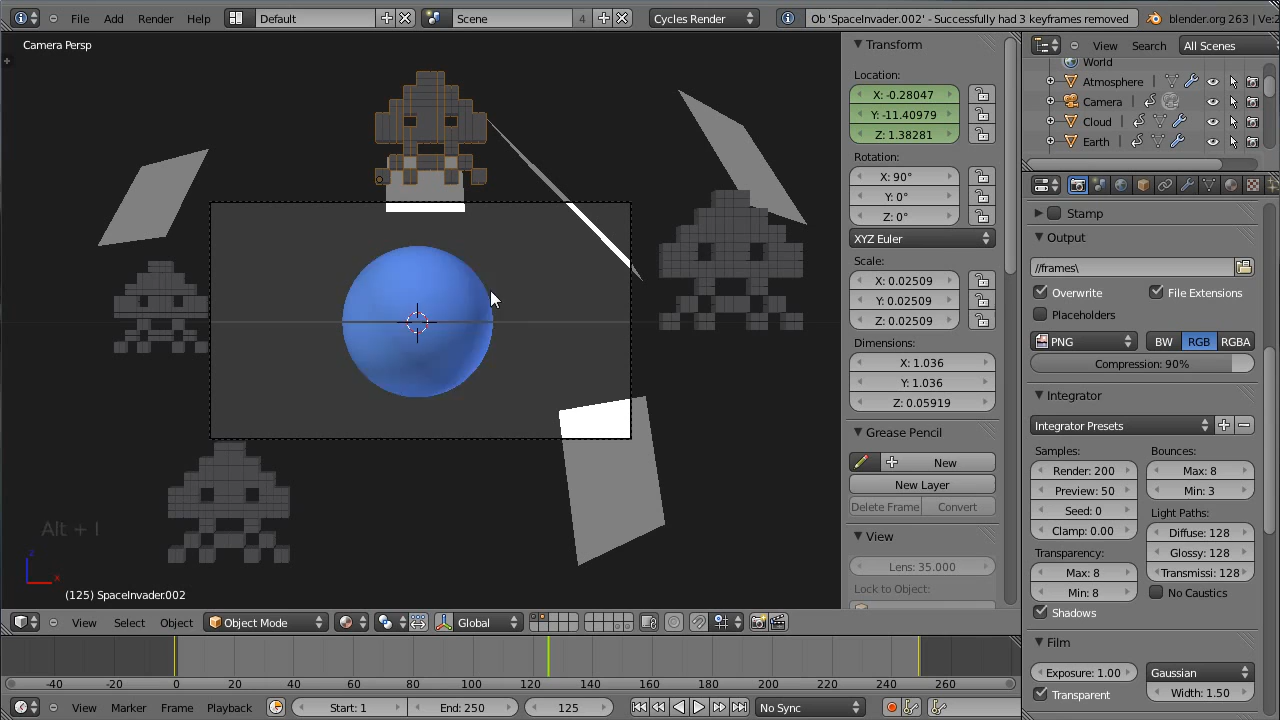 File Add Render Help Default Scene 4 Cycles Render Ob 'SpaceInvader.002' - Successfully had 3 keyframes removed blender.org 263 | Ve:2
Camera Persp
Transform
Location:
X: -0.28047
Y: -11.40979
Z: 1.38281
Rotation:
X: 90°
Y: 0°
Z: 0°
XYZ Euler
Scale:
X: 0.02509
Y: 0.02509
Z: 0.02509
Dimensions:
X: 1.036
Y: 1.036
Z: 0.05919
Grease Pencil
New
New Layer
Delete Frame Convert
View
Lens: 35.000
Lock to Object:
View Search All Scenes
World
Atmosphere
Camera
Cloud
Earth
Stamp
Output
//frames\
Overwrite File Extensions
Placeholders
PNG BW RGB RGBA
Compression: 90%
Integrator
Integrator Presets
Samples: Bounces:
Render: 200 Max: 8
Preview: 50 Min: 3
Seed: 0 Light Paths:
Clamp: 0.00 Diffuse: 128
Transparency: Glossy: 128
Max: 8 Transmissi: 128
Min: 8 No Caustics
Shadows
Film
Exposure: 1.00 Gaussian
Transparent Width: 1.50
Alt + I
z
x
(125) SpaceInvader.002
View Select Object Object Mode Global
-40 -20 0 20 40 60 80 100 120 140 160 180 200 220 240 260
View Marker Frame Playback Start: 1 End: 250 125 No Sync